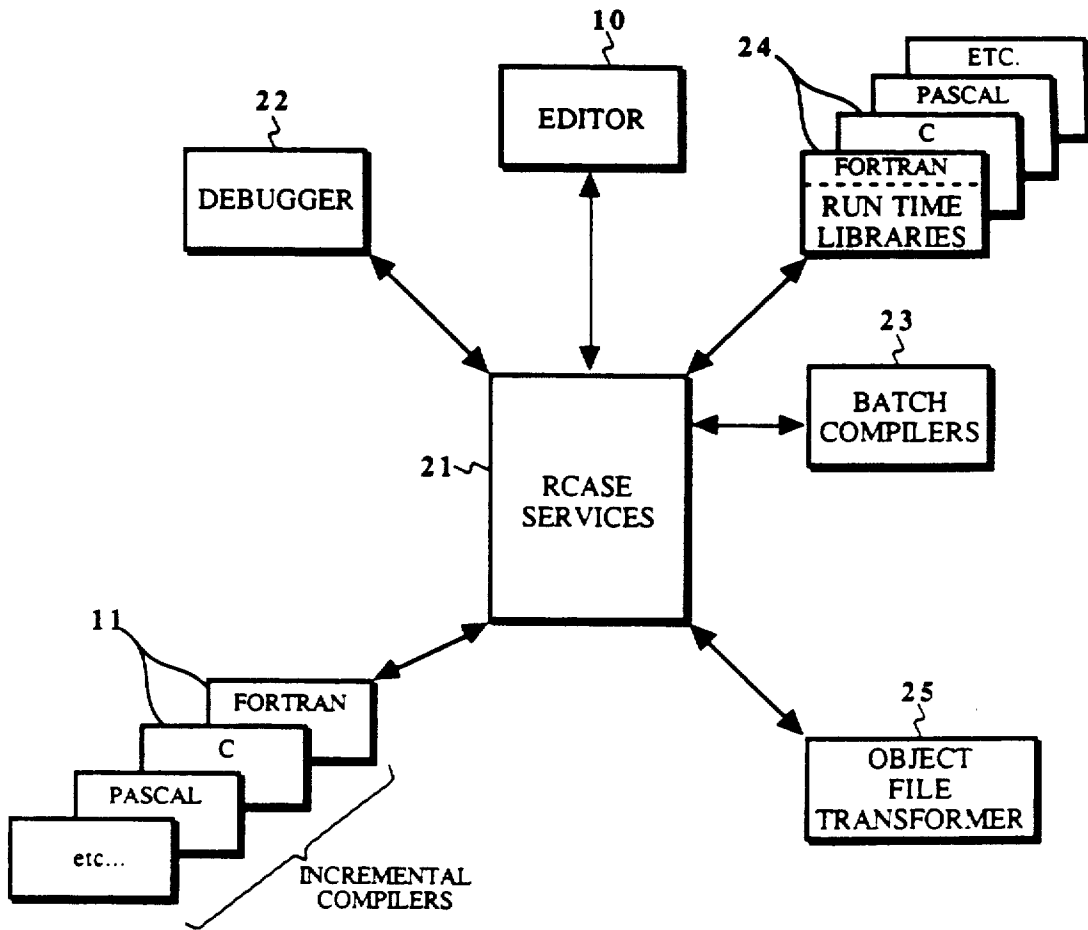 10
EDITOR
22
DEBUGGER
24
ETC.
PASCAL
C
FORTRAN
RUN TIME
LIBRARIES
23
BATCH
COMPILERS
21
RCASE
SERVICES
11
FORTRAN
C
PASCAL
etc...
INCREMENTAL
COMPILERS
25
OBJECT
FILE
TRANSFORMER